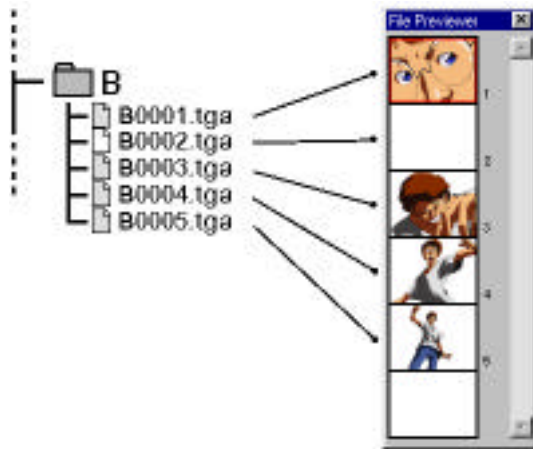 File Previewer
B
B0001.tga
B0002.tga
B0003.tga
B0004.tga
B0005.tga
1
2
3
4
5